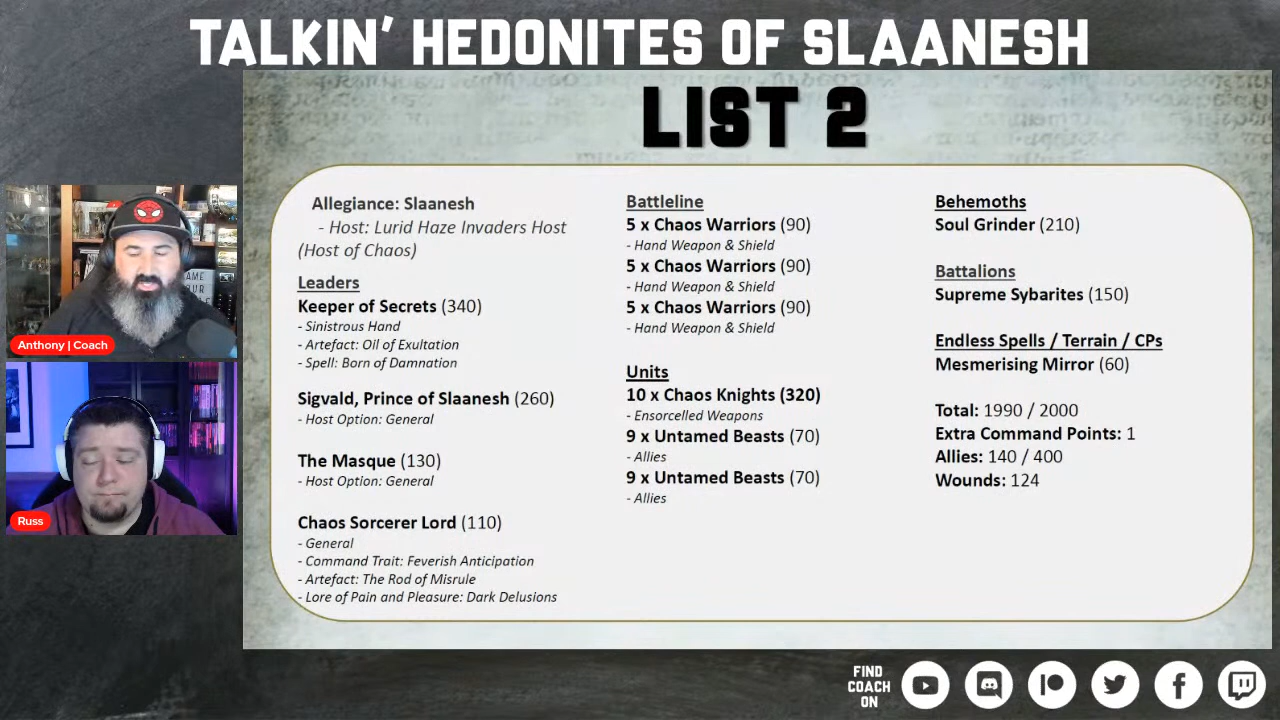 TALKIN' HEDONITES OF SLAANESH
LIST 2
Allegiance: Slaanesh
- Host: Lurid Haze Invaders Host
(Host of Chaos)
Leaders
Keeper of Secrets (340)
- Sinistrous Hand
- Artefact: Oil of Exultation
- Spell: Born of Damnation
Sigvald, Prince of Slaanesh (260)
- Host Option: General
The Masque (130)
- Host Option: General
Chaos Sorcerer Lord (110)
- General
- Command Trait: Feverish Anticipation
- Artefact: The Rod of Misrule
- Lore of Pain and Pleasure: Dark Delusions
Battleline
5 x Chaos Warriors (90)
- Hand Weapon & Shield
5 x Chaos Warriors (90)
- Hand Weapon & Shield
5 x Chaos Warriors (90)
- Hand Weapon & Shield
Units
10 x Chaos Knights (320)
- Ensorcelled Weapons
9 x Untamed Beasts (70)
- Allies
9 x Untamed Beasts (70)
- Allies
Behemoths
Soul Grinder (210)
Battalions
Supreme Sybarites (150)
Endless Spells / Terrain / CPs
Mesmerising Mirror (60)
Total: 1990 / 2000
Extra Command Points: 1
Allies: 140 / 400
Wounds: 124
Anthony | Coach
Russ
FIND
COACH
ON